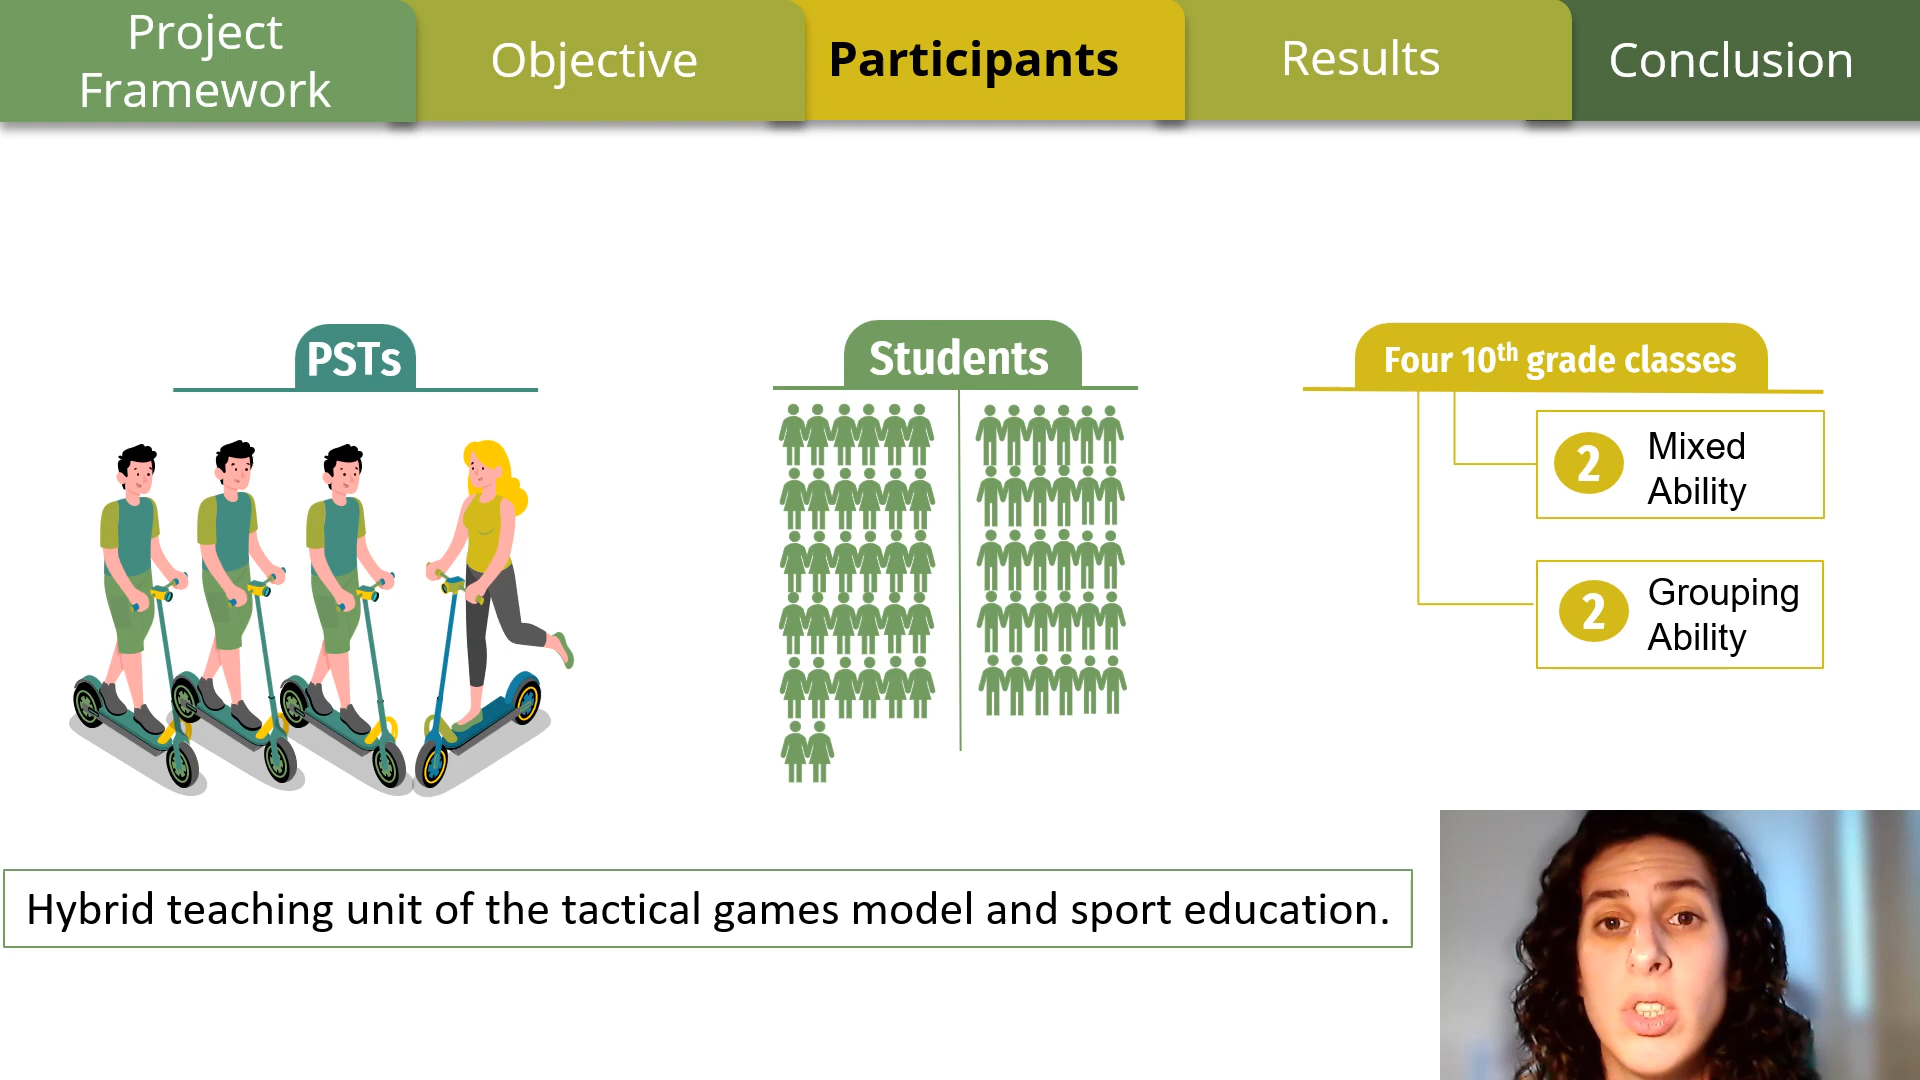 Project
Framework
Objective
Participants
Results
Conclusion
PSTs
Students
Four 10th grade classes
2
Mixed
Ability
2
Grouping
Ability
Hybrid teaching unit of the tactical games model and sport education.